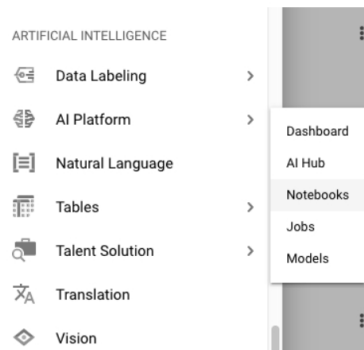 ARTIFICIAL INTELLIGENCE
Data Labeling
AI Platform
Natural Language
Tables
Talent Solution
Translation
Vision
Dashboard
AI Hub
Notebooks
Jobs
Models